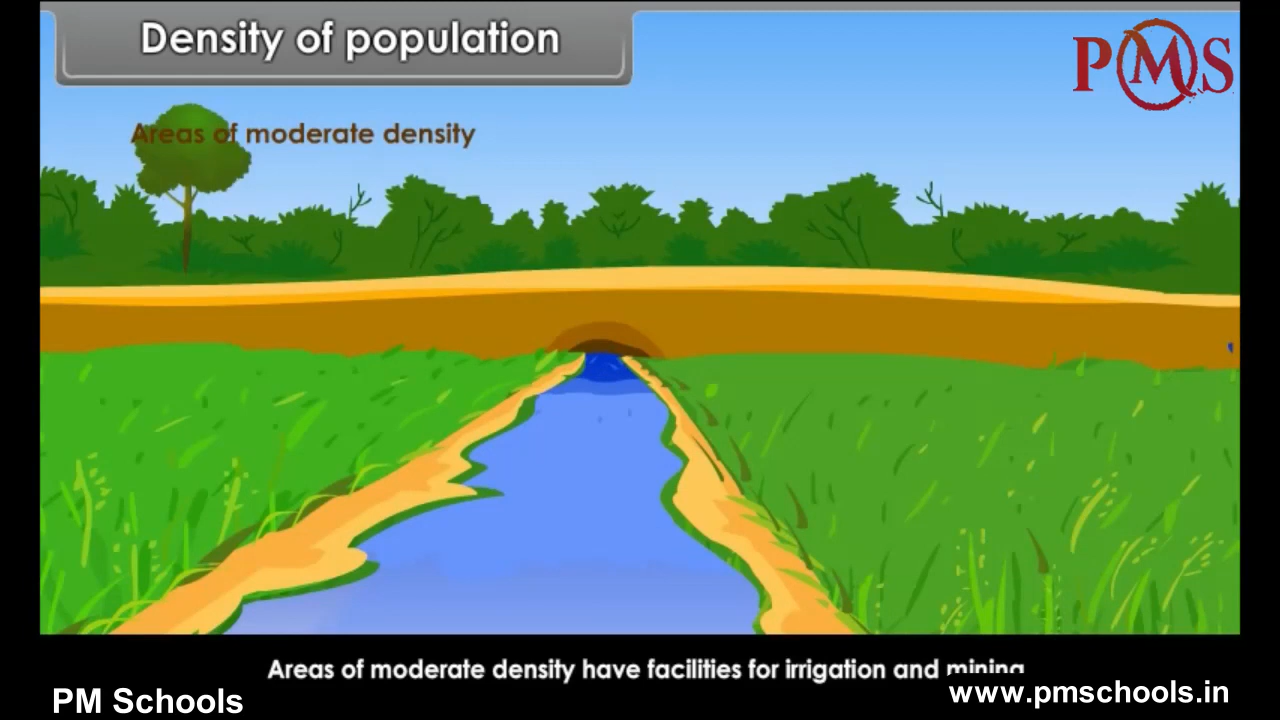 Density of population
PMS
Areas of moderate density
Areas of moderate density have facilities for irrigation and mining
PM Schools
www.pmschools.in